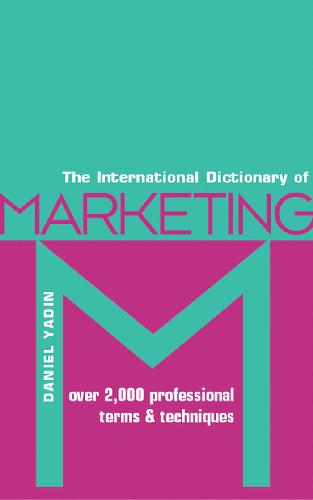 The International Dictionary of
MARKETING
M
DANIEL YADIN
over 2,000 professional
terms & techniques